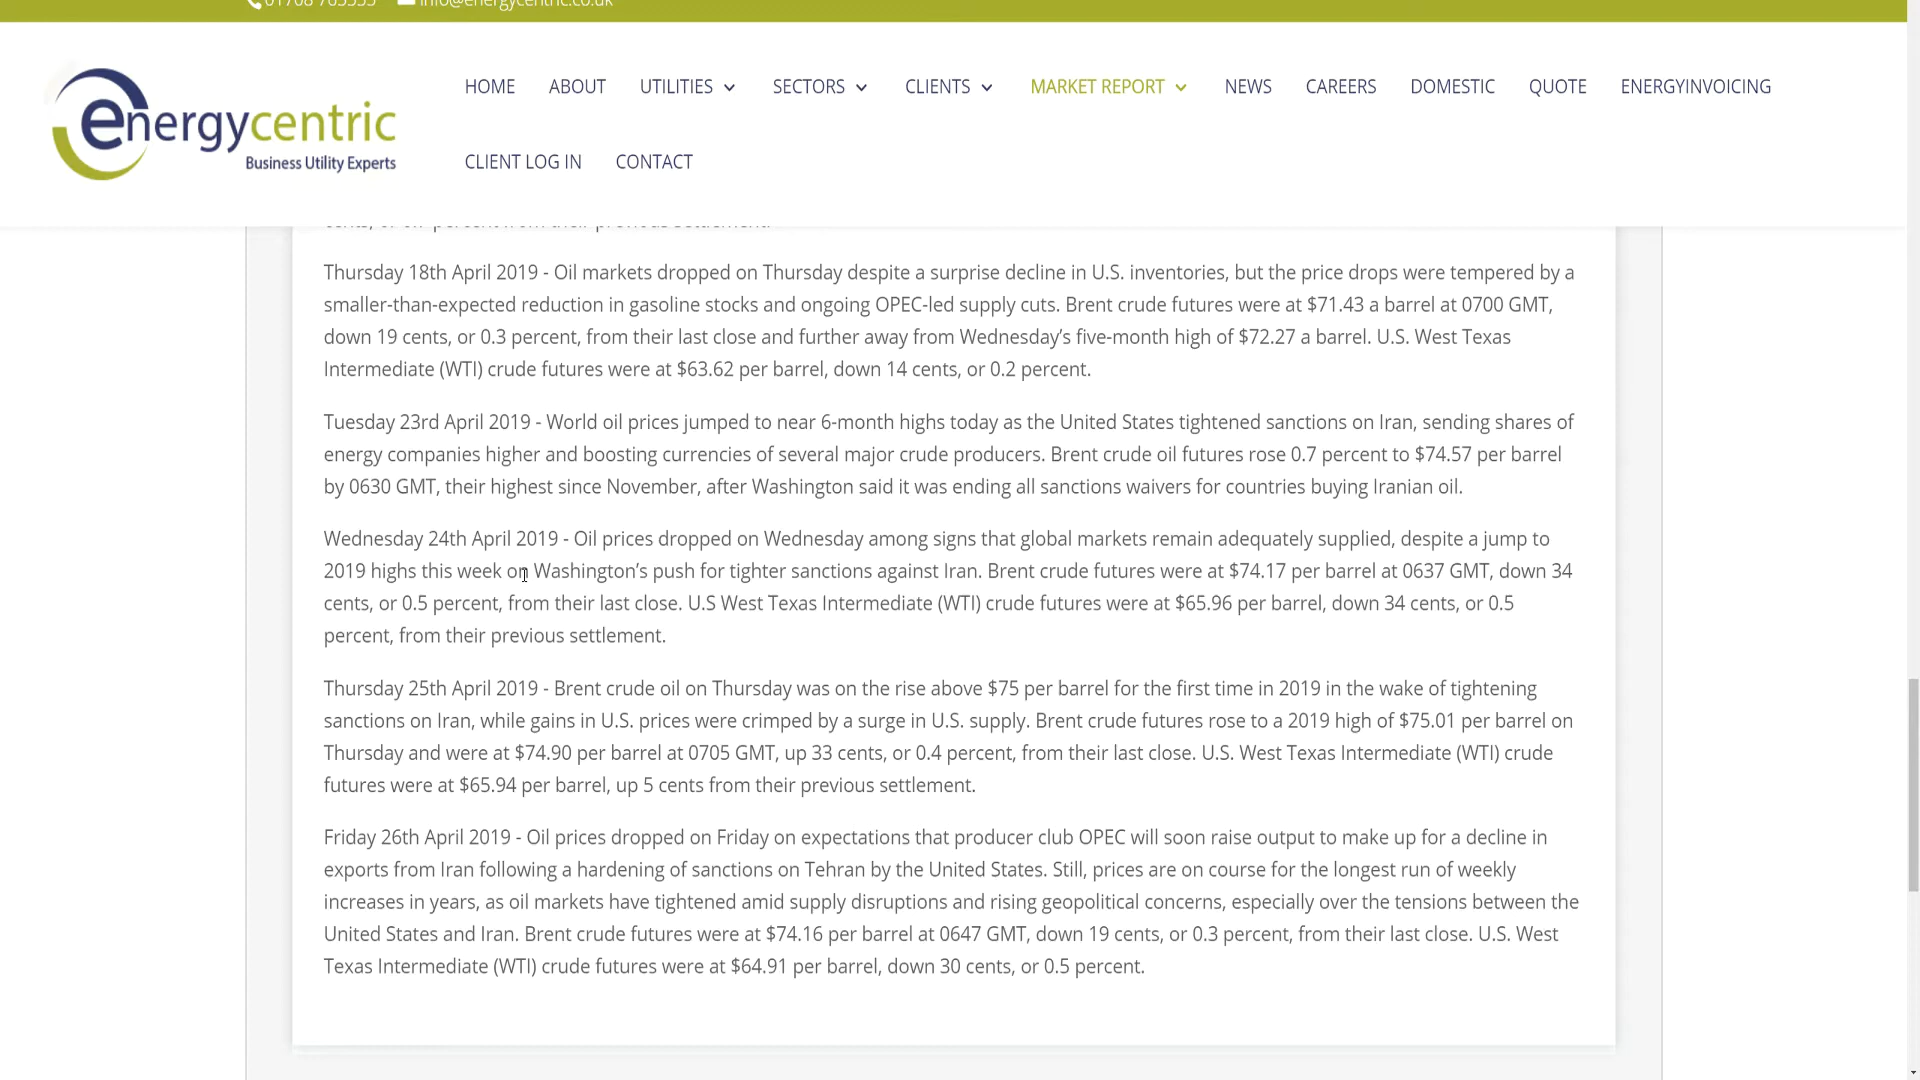 01708 765555 info@energycentric.co.uk
HOME ABOUT UTILITIES SECTORS CLIENTS MARKET REPORT NEWS CAREERS DOMESTIC QUOTE ENERGYINVOICING
energycentric
Business Utility Experts
CLIENT LOG IN CONTACT
percent from their previous settlement.
Thursday 18th April 2019 - Oil markets dropped on Thursday despite a surprise decline in U.S. inventories, but the price drops were tempered by a
smaller-than-expected reduction in gasoline stocks and ongoing OPEC-led supply cuts. Brent crude futures were at $71.43 a barrel at 0700 GMT,
down 19 cents, or 0.3 percent, from their last close and further away from Wednesday’s five-month high of $72.27 a barrel. U.S. West Texas
Intermediate (WTI) crude futures were at $63.62 per barrel, down 14 cents, or 0.2 percent.
Tuesday 23rd April 2019 - World oil prices jumped to near 6-month highs today as the United States tightened sanctions on Iran, sending shares of
energy companies higher and boosting currencies of several major crude producers. Brent crude oil futures rose 0.7 percent to $74.57 per barrel
by 0630 GMT, their highest since November, after Washington said it was ending all sanctions waivers for countries buying Iranian oil.
Wednesday 24th April 2019 - Oil prices dropped on Wednesday among signs that global markets remain adequately supplied, despite a jump to
2019 highs this week on Washington’s push for tighter sanctions against Iran. Brent crude futures were at $74.17 per barrel at 0637 GMT, down 34
cents, or 0.5 percent, from their last close. U.S West Texas Intermediate (WTI) crude futures were at $65.96 per barrel, down 34 cents, or 0.5
percent, from their previous settlement.
Thursday 25th April 2019 - Brent crude oil on Thursday was on the rise above $75 per barrel for the first time in 2019 in the wake of tightening
sanctions on Iran, while gains in U.S. prices were crimped by a surge in U.S. supply. Brent crude futures rose to a 2019 high of $75.01 per barrel on
Thursday and were at $74.90 per barrel at 0705 GMT, up 33 cents, or 0.4 percent, from their last close. U.S. West Texas Intermediate (WTI) crude
futures were at $65.94 per barrel, up 5 cents from their previous settlement.
Friday 26th April 2019 - Oil prices dropped on Friday on expectations that producer club OPEC will soon raise output to make up for a decline in
exports from Iran following a hardening of sanctions on Tehran by the United States. Still, prices are on course for the longest run of weekly
increases in years, as oil markets have tightened amid supply disruptions and rising geopolitical concerns, especially over the tensions between the
United States and Iran. Brent crude futures were at $74.16 per barrel at 0647 GMT, down 19 cents, or 0.3 percent, from their last close. U.S. West
Texas Intermediate (WTI) crude futures were at $64.91 per barrel, down 30 cents, or 0.5 percent.